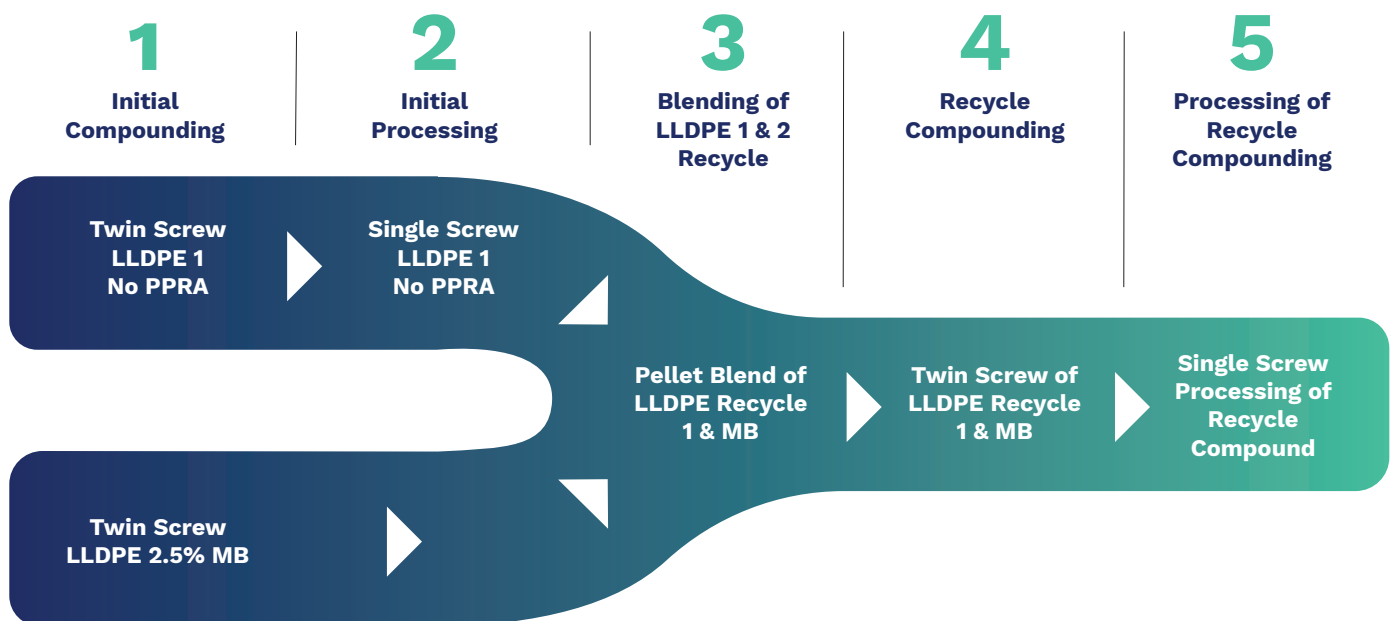 1
Initial
Compounding
2
Initial
Processing
3
Blending of
LLDPE 1 & 2
Recycle
4
Recycle
Compounding
5
Processing of
Recycle
Compounding
Twin Screw
LLDPE 1
No PPRA
Single Screw
LLDPE 1
No PPRA
Twin Screw
LLDPE 2.5% MB
Pellet Blend of
LLDPE Recycle
1 & MB
Twin Screw of
LLDPE Recycle
1 & MB
Single Screw
Processing of
Recycle
Compound